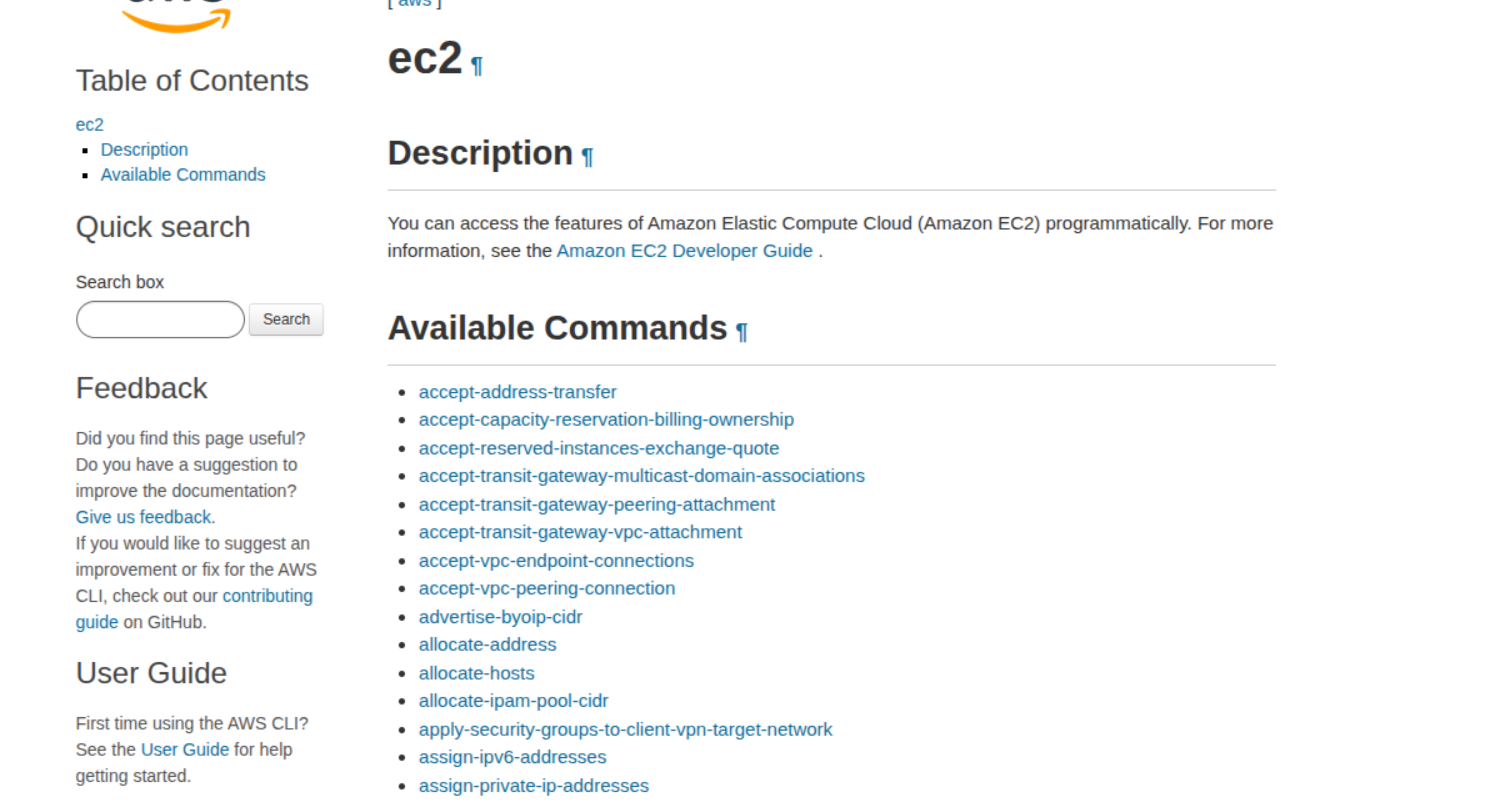 [ aws ]
Table of Contents
ec2
Description
Available Commands
Quick search
Search box
Search
Feedback
Did you find this page useful?
Do you have a suggestion to
improve the documentation?
Give us feedback.
If you would like to suggest an
improvement or fix for the AWS
CLI, check out our contributing
guide on GitHub.
User Guide
First time using the AWS CLI?
See the User Guide for help
getting started.
ec2 ¶
Description ¶
You can access the features of Amazon Elastic Compute Cloud (Amazon EC2) programmatically. For more
information, see the Amazon EC2 Developer Guide .
Available Commands ¶
accept-address-transfer
accept-capacity-reservation-billing-ownership
accept-reserved-instances-exchange-quote
accept-transit-gateway-multicast-domain-associations
accept-transit-gateway-peering-attachment
accept-transit-gateway-vpc-attachment
accept-vpc-endpoint-connections
accept-vpc-peering-connection
advertise-byoip-cidr
allocate-address
allocate-hosts
allocate-ipam-pool-cidr
apply-security-groups-to-client-vpn-target-network
assign-ipv6-addresses
assign-private-ip-addresses